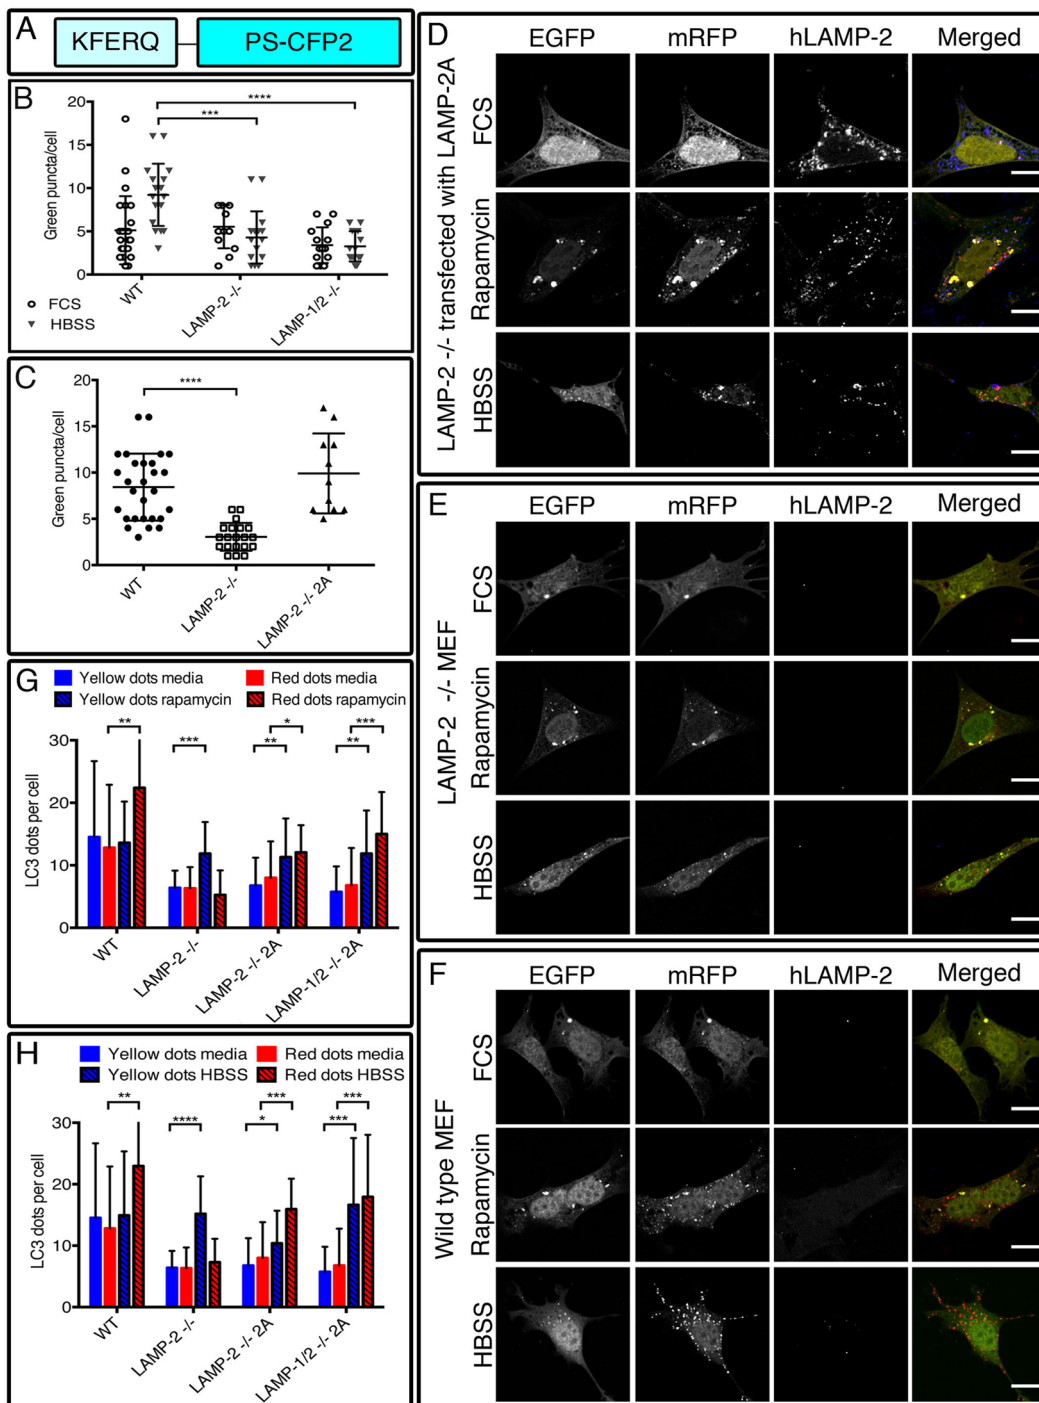 A
KFERQ
PS-CFP2
B
Green puncta/cell
20
15
10
5
0
****
***
WT
LAMP-2 -/-
LAMP-1/2 -/-
FCS
HBSS
C
Green puncta/cell
20
15
10
5
0
****
WT
LAMP-2 -/-
LAMP-2 -/- 2A
G
Yellow dots media
Red dots media
Yellow dots rapamycin
Red dots rapamycin
LC3 dots per cell
30
20
10
0
**
***
**
*
**
***
WT
LAMP-2 -/-
LAMP-2 -/- 2A
LAMP-1/2 -/- 2A
H
Yellow dots media
Red dots media
Yellow dots HBSS
Red dots HBSS
LC3 dots per cell
30
20
10
0
**
****
*
***
***
***
WT
LAMP-2 -/-
LAMP-2 -/- 2A
LAMP-1/2 -/- 2A
D
EGFP
mRFP
hLAMP-2
Merged
LAMP-2 -/- transfected with LAMP-2A
FCS
Rapamycin
HBSS
E
EGFP
mRFP
hLAMP-2
Merged
LAMP-2 -/- MEF
FCS
Rapamycin
HBSS
F
EGFP
mRFP
hLAMP-2
Merged
Wild type MEF
FCS
Rapamycin
HBSS